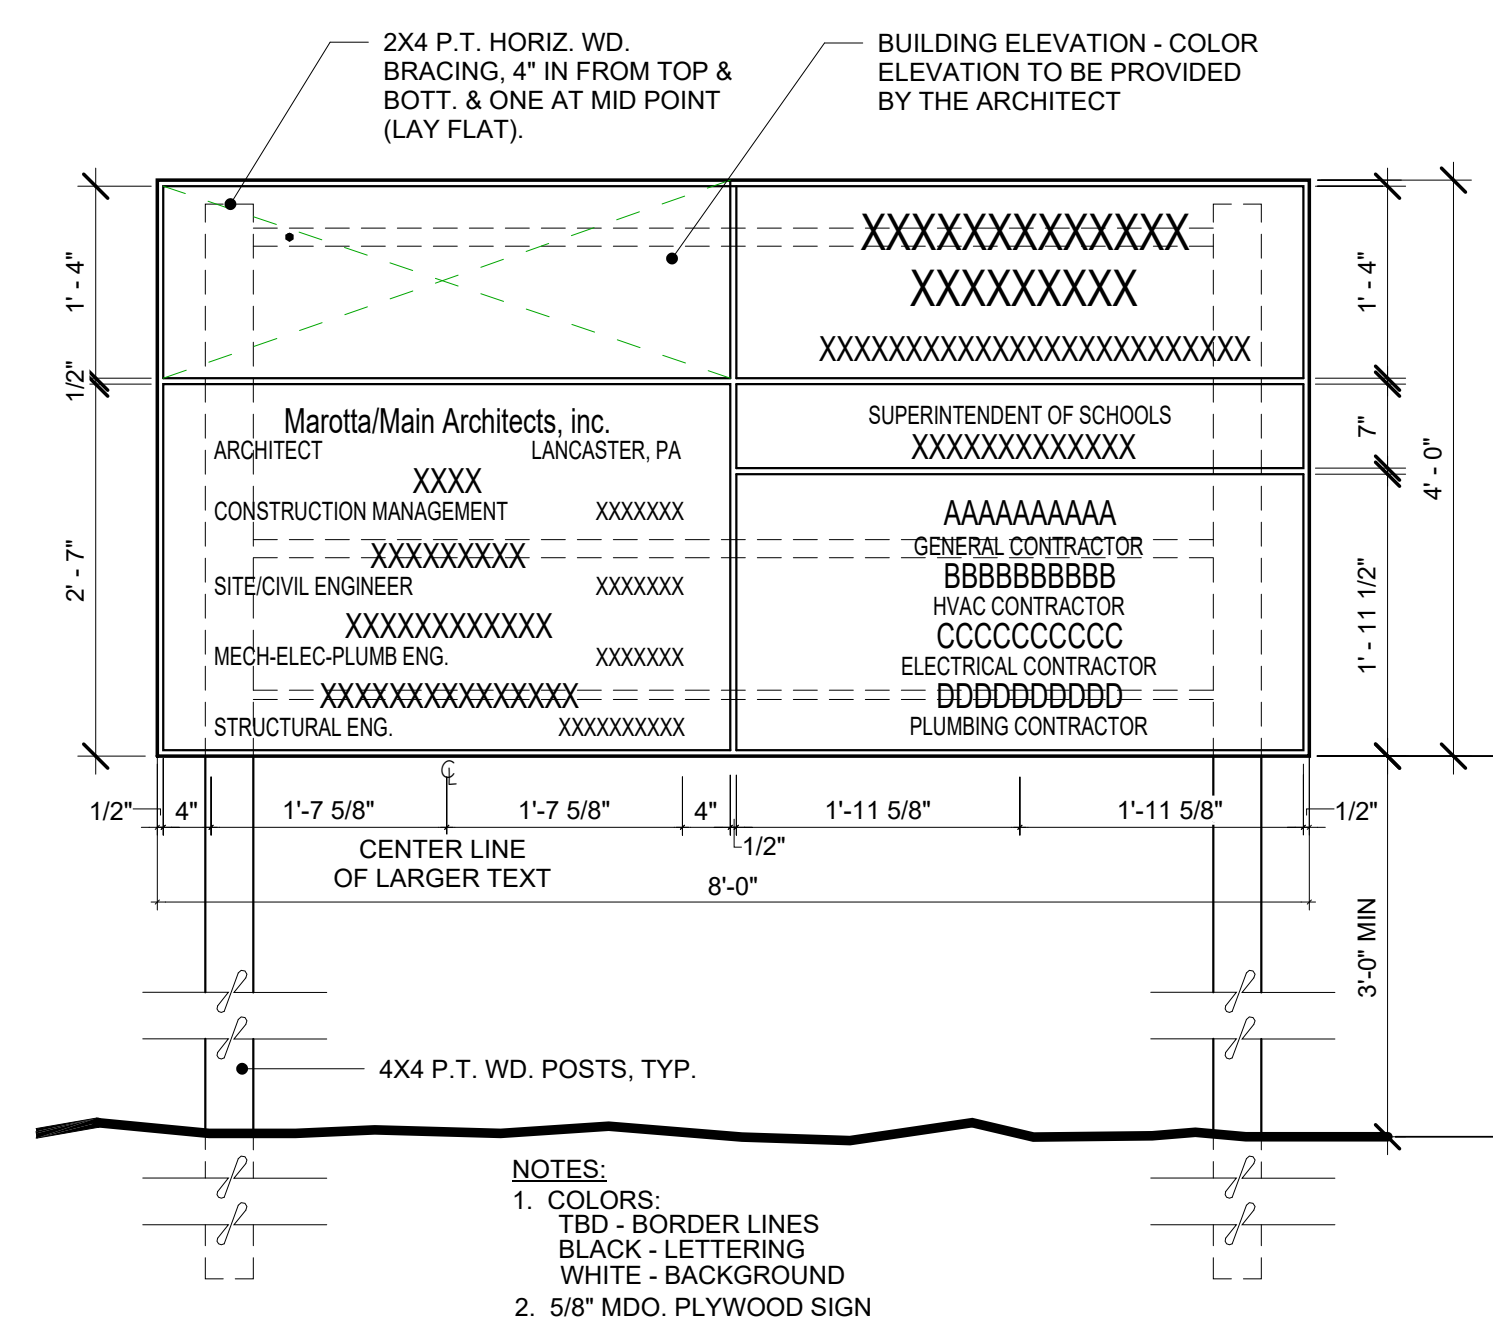 2X4 P.T. HORIZ. WD.
BRACING, 4" IN FROM TOP &
BOTT. & ONE AT MID POINT
(LAY FLAT).
BUILDING ELEVATION - COLOR
ELEVATION TO BE PROVIDED
BY THE ARCHITECT
1' - 4"
1/2"
2' - 7"
XXXXXXXXXXXXX
XXXXXXXXX
XXXXXXXXXXXXXXXXXXXXXXXXX
Marotta/Main Architects, inc.
ARCHITECT LANCASTER, PA
XXXX
CONSTRUCTION MANAGEMENT XXXXXXX
XXXXXXXXX
SITE/CIVIL ENGINEER XXXXXXX
XXXXXXXXXXXX
MECH-ELEC-PLUMB ENG. XXXXXXX
XXXXXXXXXXXXXXX
STRUCTURAL ENG. XXXXXXXXXX
SUPERINTENDENT OF SCHOOLS
XXXXXXXXXXXXX
AAAAAAAAAA
GENERAL CONTRACTOR
BBBBBBBBBB
HVAC CONTRACTOR
CCCCCCCCCC
ELECTRICAL CONTRACTOR
DDDDDDDDDD
PLUMBING CONTRACTOR
1' - 4"
7"
1' - 11 1/2"
4' - 0"
3'-0" MIN
CL
1/2" 4" 1'-7 5/8" 1'-7 5/8" 4" 1'-11 5/8" 1'-11 5/8" 1/2"
1/2"
CENTER LINE
OF LARGER TEXT
8'-0"
4X4 P.T. WD. POSTS, TYP.
NOTES:
1. COLORS:
TBD - BORDER LINES
BLACK - LETTERING
WHITE - BACKGROUND
2. 5/8" MDO. PLYWOOD SIGN